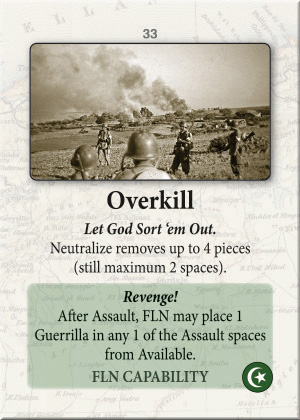 33
Overkill
Let God Sort ‘em Out.
Neutralize removes up to 4 pieces
(still maximum 2 spaces).
Revenge!
After Assault, FLN may place 1
Guerrilla in any 1 of the Assault spaces
from Available.
FLN CAPABILITY